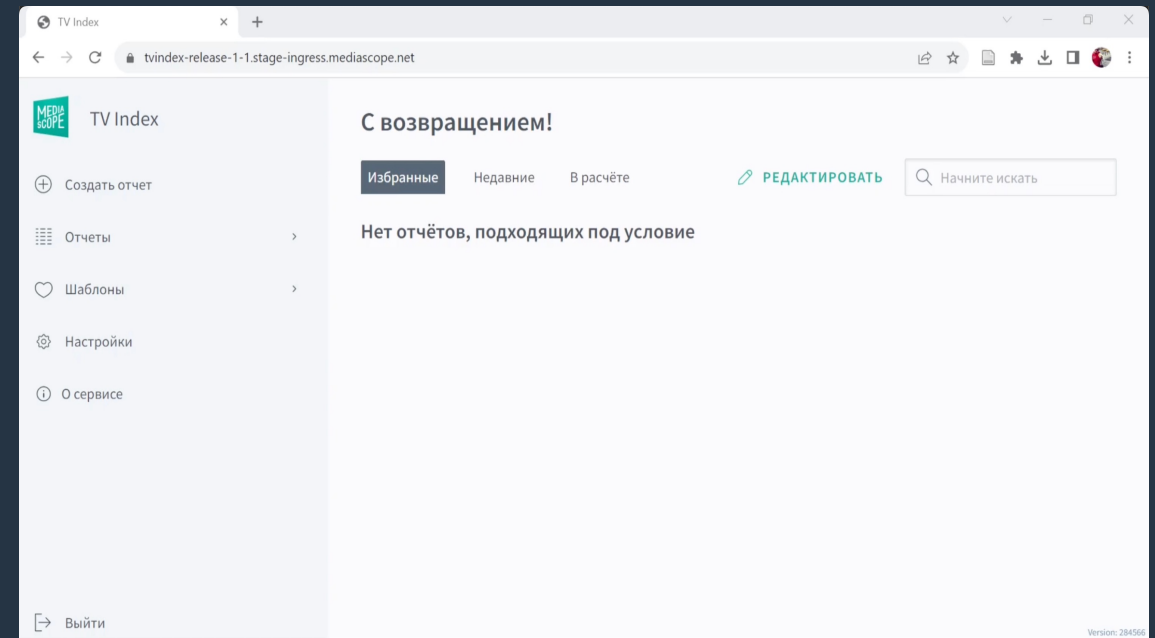 TV Index
tvindex-release-1-1.stage-ingress.mediascope.net
MEDIA
SCOPE
TV Index
Создать отчет
Отчеты
Шаблоны
Настройки
О сервисе
Выйти
С возвращением!
Избранные Недавние В расчёте РЕДАКТИРОВАТЬ Начните искать
Нет отчётов, подходящих под условие
Version: 284566